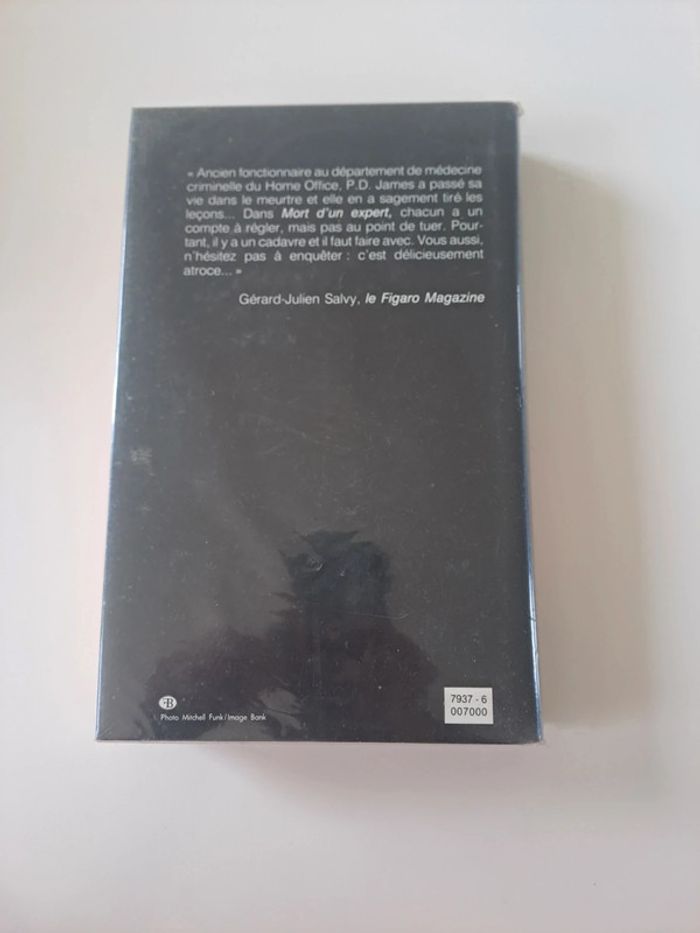 « Ancien fonctionnaire au département de médecine
criminelle du Home Office, P.D. James a passé sa
vie dans le meurtre et elle en a sagement tiré les
leçons... Dans Mort d'un expert, chacun a un
compte à régler, mais pas au point de tuer. Pour-
tant, il y a un cadavre et il faut faire avec. Vous aussi,
n'hésitez pas à enquêter : c'est délicieusement
atroce... »
Gérard-Julien Salvy, le Figaro Magazine
Photo Mitchell Funk/Image Bank
7937 - 6
007000